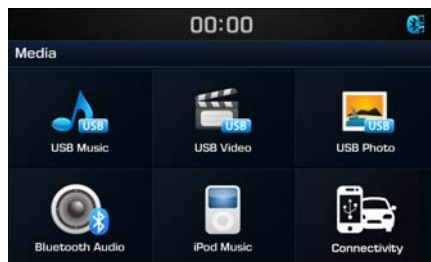 00:00
Media
USB
USB
USB
USB Music
USB Video
USB Photo
Bluetooth Audio
iPod Music
Connectivity